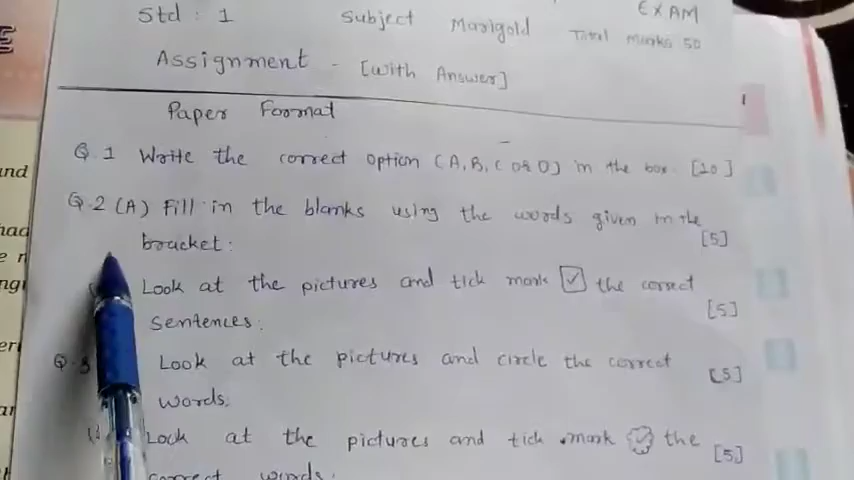 EXAM
Std : 1 Subject Marigold Total Marks 50
Assignment - [with Answer]
Paper Format
Q.1 Write the correct option (A, B, C or D) in the box. [10]
Q.2 (A) Fill in the blanks using the words given in the
bracket: [5]
Look at the pictures and tick mark ☑ the correct
sentences: [5]
Q.3 Look at the pictures and circle the correct
words: [5]
Look at the pictures and tick mark the [5]
correct words: